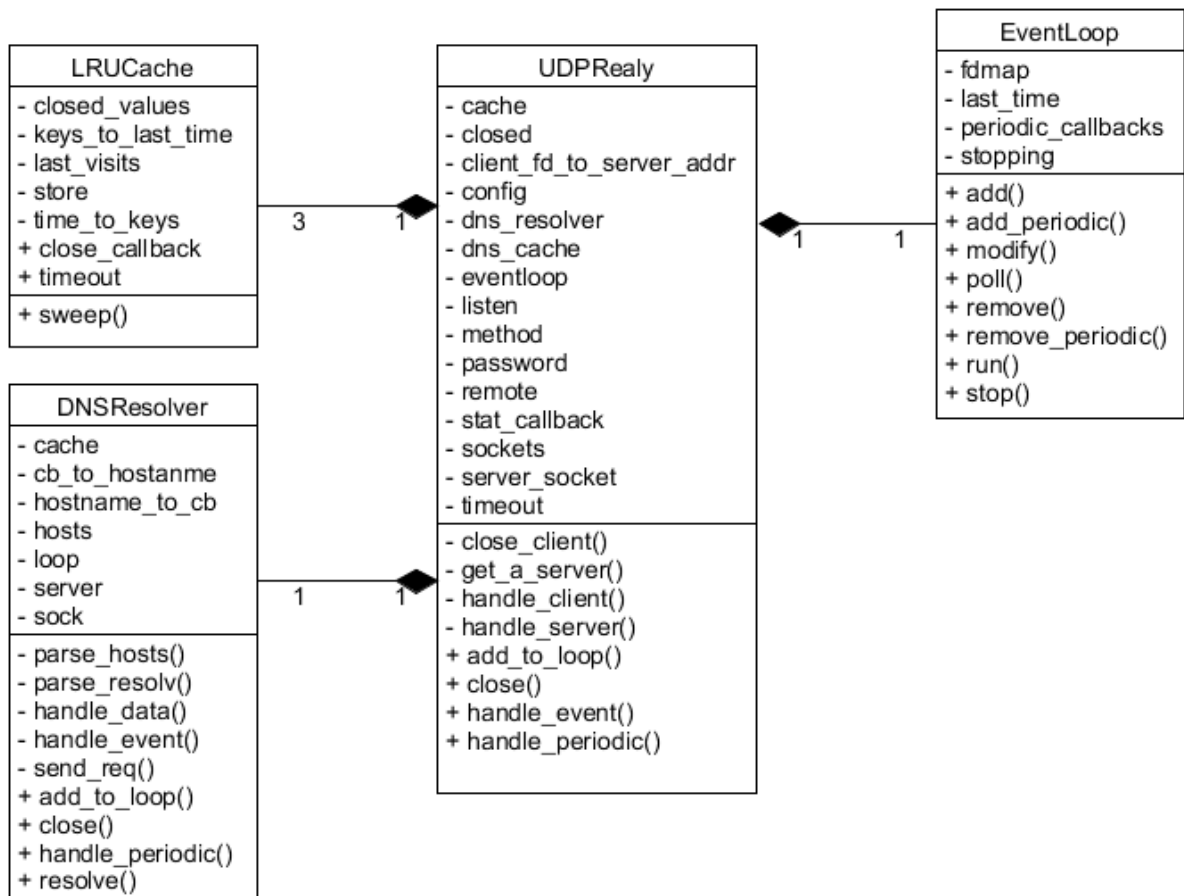 LRUCache
- closed_values
- keys_to_last_time
- last_visits
- store
- time_to_keys
+ close_callback
+ timeout
+ sweep()
3
1
DNSResolver
- cache
- cb_to_hostanme
- hostname_to_cb
- hosts
- loop
- server
- sock
- parse_hosts()
- parse_resolv()
- handle_data()
- handle_event()
- send_req()
+ add_to_loop()
+ close()
+ handle_periodic()
+ resolve()
1
1
UDPRealy
- cache
- closed
- client_fd_to_server_addr
- config
- dns_resolver
- dns_cache
- eventloop
- listen
- method
- password
- remote
- stat_callback
- sockets
- server_socket
- timeout
- close_client()
- get_a_server()
- handle_client()
- handle_server()
+ add_to_loop()
+ close()
+ handle_event()
+ handle_periodic()
1
1
EventLoop
- fdmap
- last_time
- periodic_callbacks
- stopping
+ add()
+ add_periodic()
+ modify()
+ poll()
+ remove()
+ remove_periodic()
+ run()
+ stop()